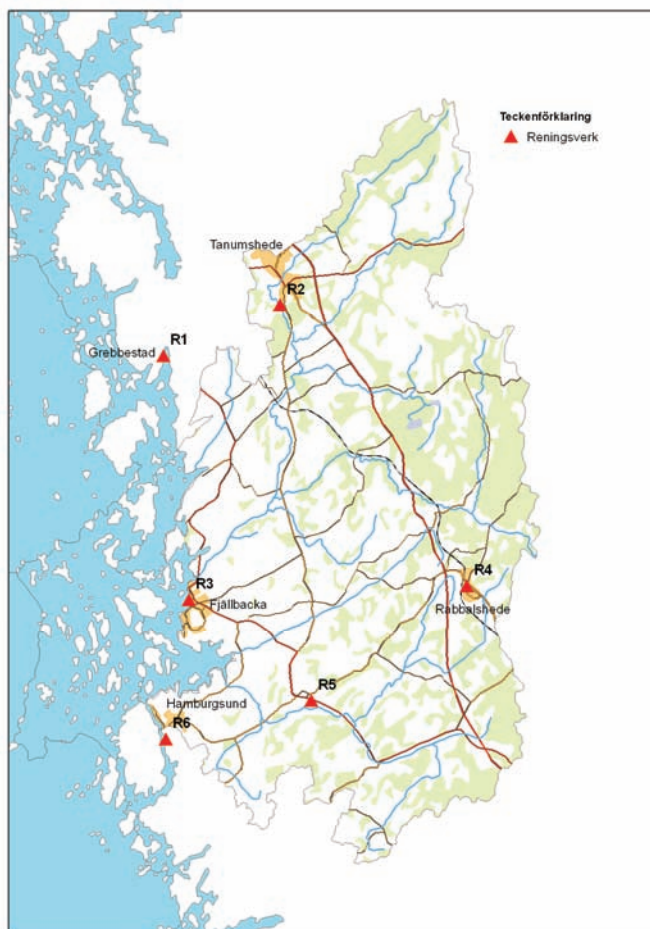 Teckenförklaring
Reningsverk
Tanumshede
R2
R1
Grebbestad
R3
Fjällbacka
R4
Rabbalshede
R5
Hamburgsund
R6